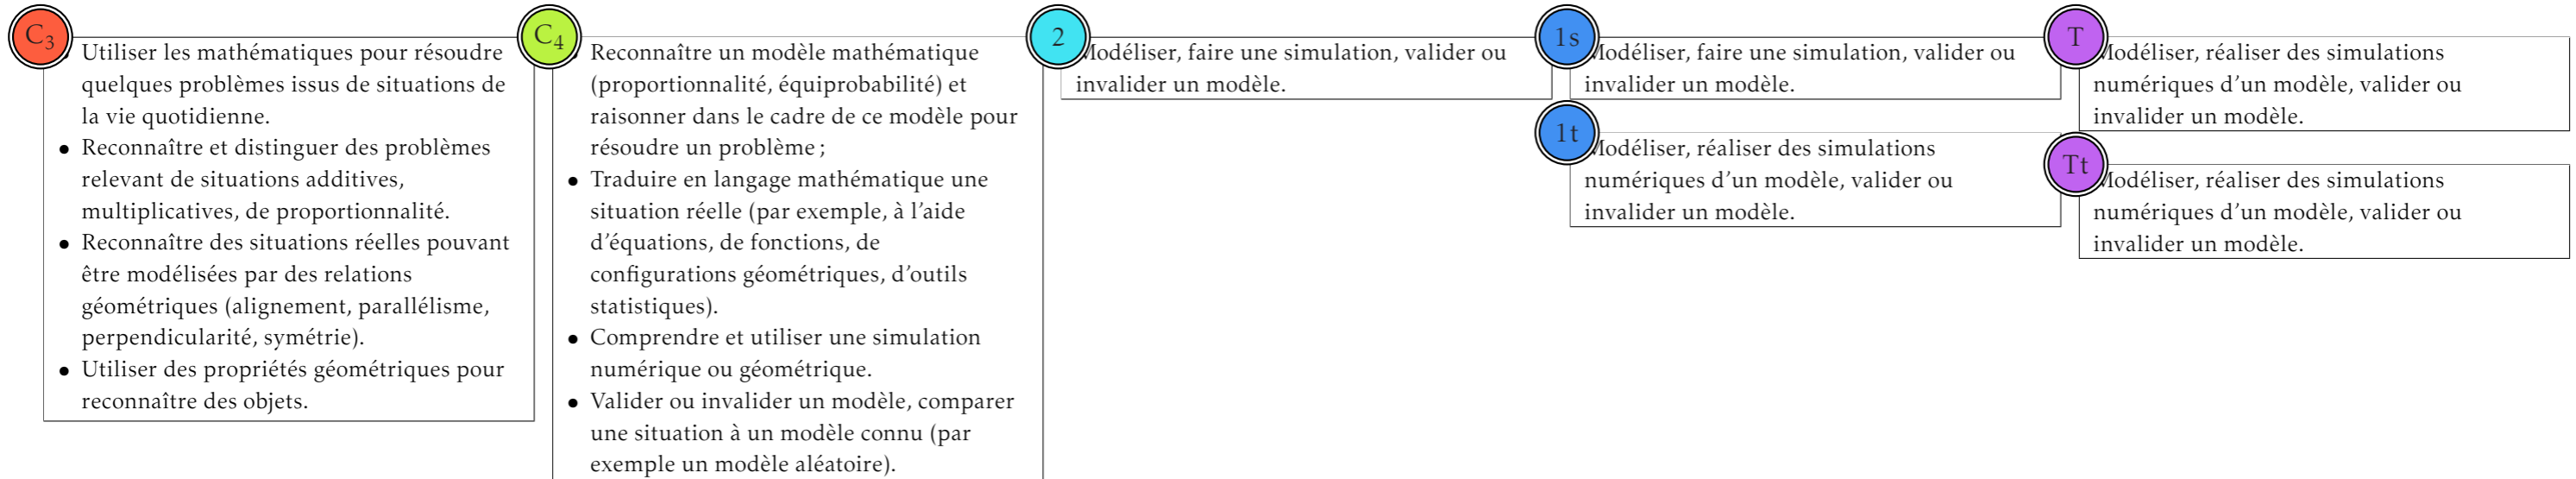 C3
Utiliser les mathématiques pour résoudre
quelques problèmes issus de situations de
la vie quotidienne.
• Reconnaître et distinguer des problèmes
relevant de situations additives,
multiplicatives, de proportionnalité.
• Reconnaître des situations réelles pouvant
être modélisées par des relations
géométriques (alignement, parallélisme,
perpendicularité, symétrie).
• Utiliser des propriétés géométriques pour
reconnaître des objets.
C4
Reconnaître un modèle mathématique
(proportionnalité, équiprobabilité) et
raisonner dans le cadre de ce modèle pour
résoudre un problème ;
• Traduire en langage mathématique une
situation réelle (par exemple, à l'aide
d'équations, de fonctions, de
configurations géométriques, d'outils
statistiques).
• Comprendre et utiliser une simulation
numérique ou géométrique.
• Valider ou invalider un modèle, comparer
une situation à un modèle connu (par
exemple un modèle aléatoire).
2
Modéliser, faire une simulation, valider ou
invalider un modèle.
1s
Modéliser, faire une simulation, valider ou
invalider un modèle.
1t
Modéliser, réaliser des simulations
numériques d'un modèle, valider ou
invalider un modèle.
T
Modéliser, réaliser des simulations
numériques d'un modèle, valider ou
invalider un modèle.
Tt
Modéliser, réaliser des simulations
numériques d'un modèle, valider ou
invalider un modèle.